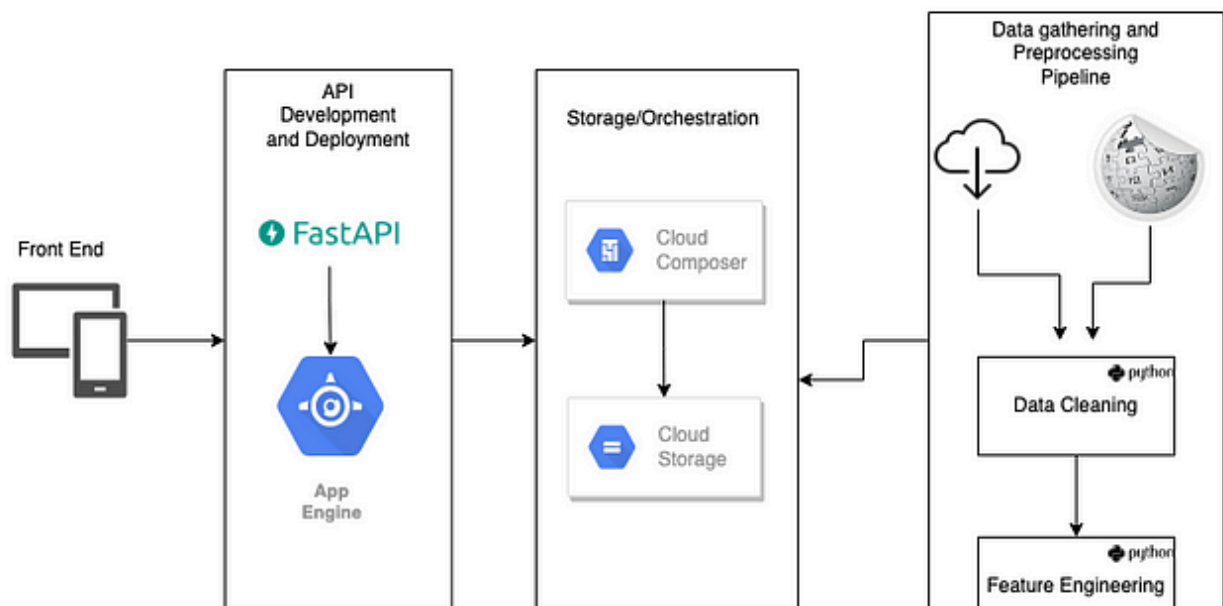 Front End
API
Development
and Deployment
FastAPI
App
Engine
Storage/Orchestration
Cloud
Composer
Cloud
Storage
Data gathering and
Preprocessing
Pipeline
python
Data Cleaning
python
Feature Engineering